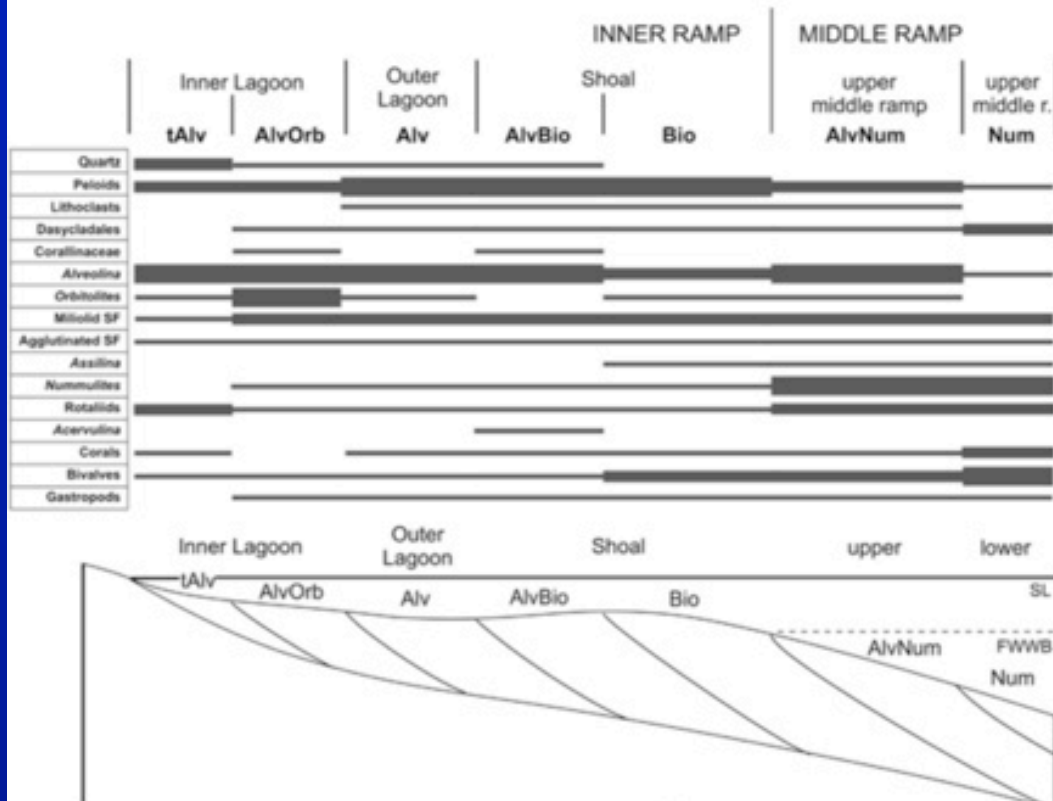 INNER RAMP MIDDLE RAMP
Inner Lagoon Outer Lagoon Shoal upper middle ramp upper middle r.
tAlv AlvOrb Alv AlvBio Bio AlvNum Num
Quartz
Peloids
Lithoclasts
Dasycladales
Corallinaceae
Alveolina
Orbitolites
Miliolid SF
Agglutinated SF
Assilina
Nummulites
Rotaliids
Acervulina
Corals
Bivalves
Gastropods
Inner Lagoon Outer Lagoon Shoal upper lower
tAlv AlvOrb Alv AlvBio Bio SL
AlvNum FWWB
Num